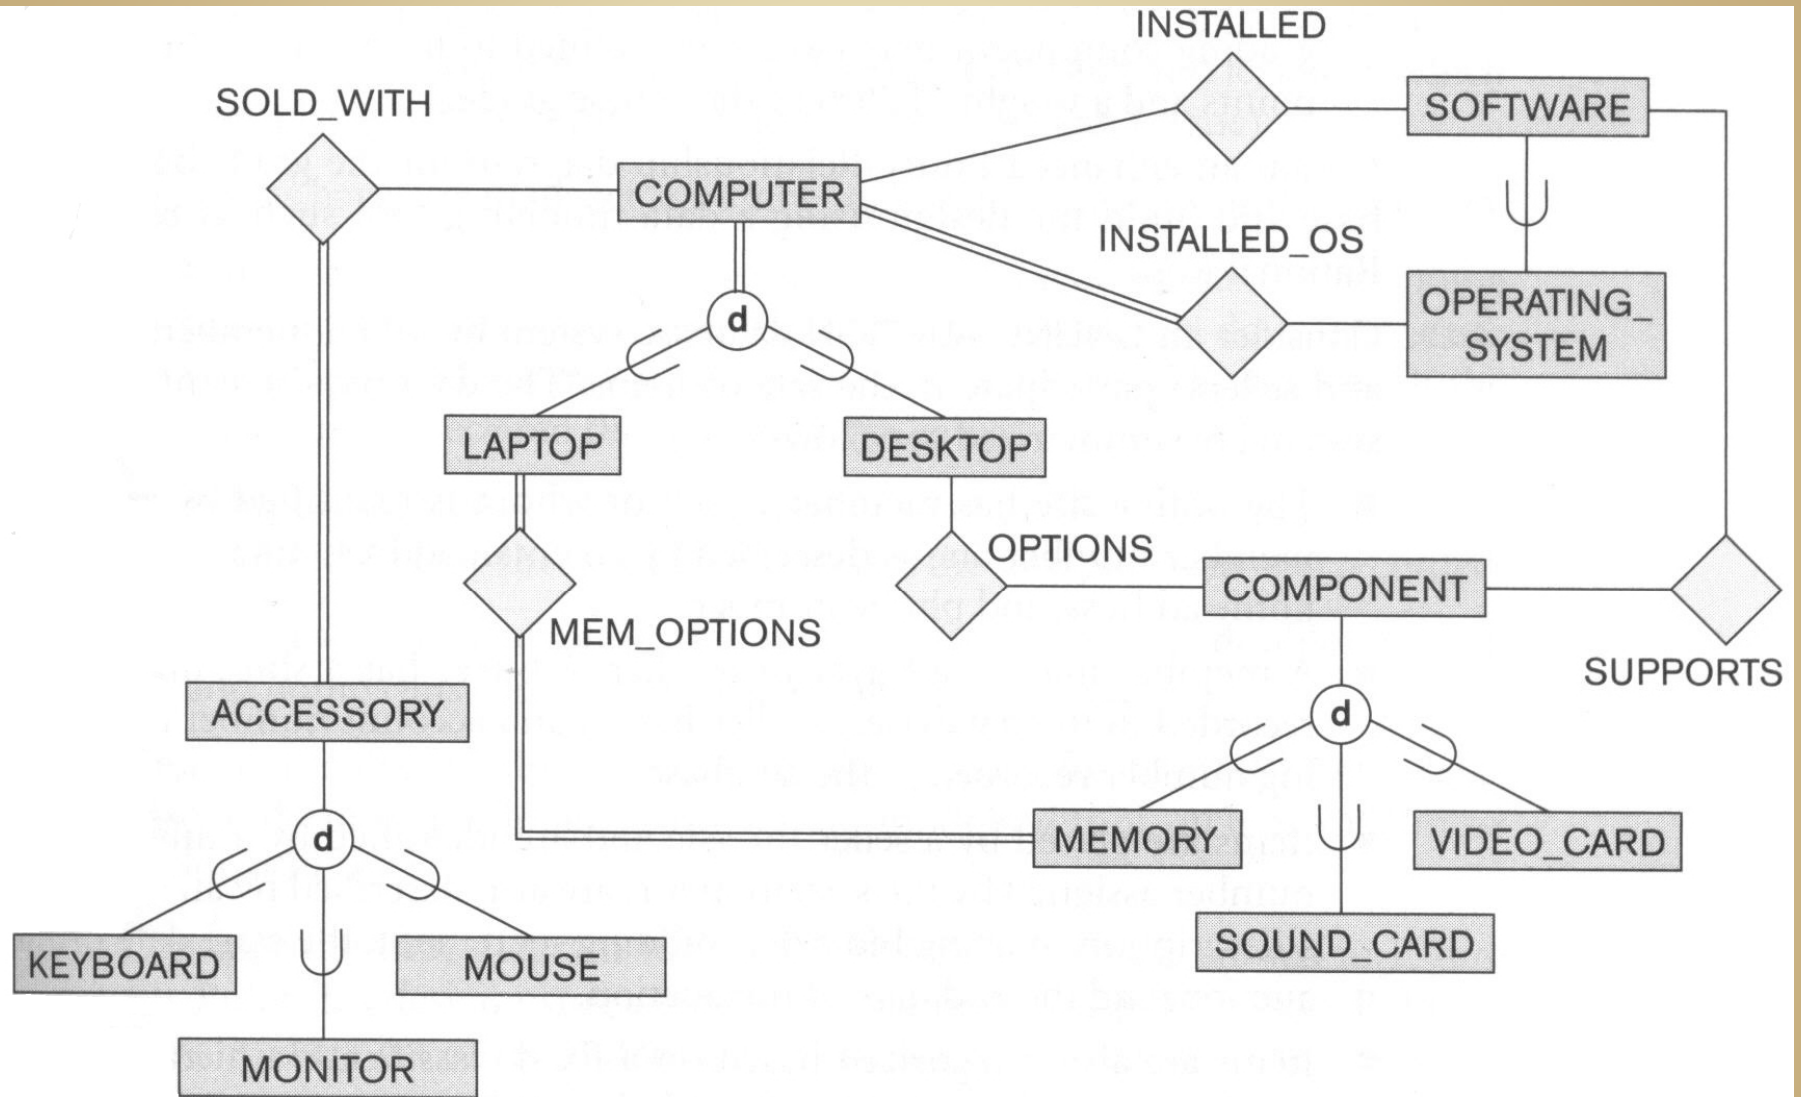 INSTALLED
SOLD_WITH
SOFTWARE
COMPUTER
INSTALLED_OS
OPERATING_
SYSTEM
d
LAPTOP
DESKTOP
OPTIONS
COMPONENT
MEM_OPTIONS
SUPPORTS
ACCESSORY
d
d
MEMORY
VIDEO_CARD
SOUND_CARD
KEYBOARD
MOUSE
MONITOR